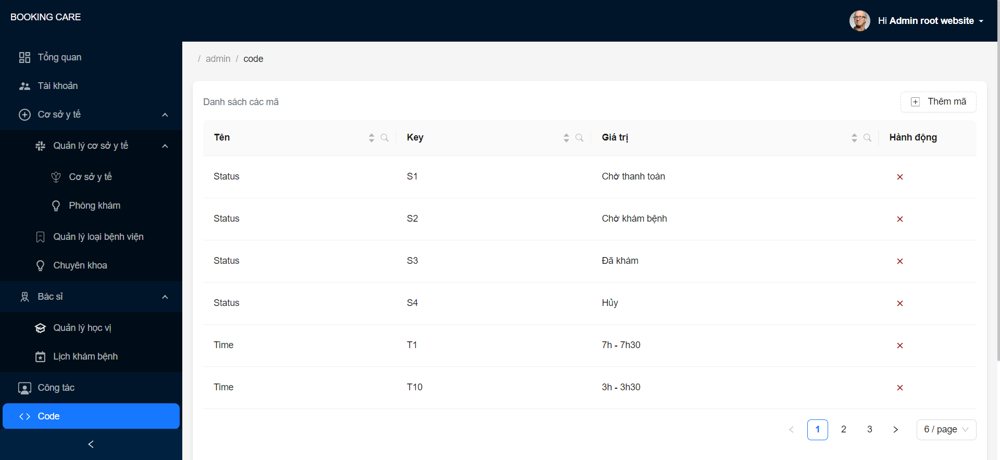 BOOKING CARE
Hi Admin root website
Tổng quan
Tài khoản
Cơ sở y tế
Quản lý cơ sở y tế
Cơ sở y tế
Phòng khám
Quản lý loại bệnh viện
Chuyên khoa
Bác sĩ
Quản lý học vị
Lịch khám bệnh
Công tác
Code
/ admin / code
Danh sách các mã
Thêm mã
Tên Key Giá trị Hành động
Status S1 Chờ thanh toán
Status S2 Chờ khám bệnh
Status S3 Đã khám
Status S4 Hủy
Time T1 7h - 7h30
Time T10 3h - 3h30
1 2 3 6 / page